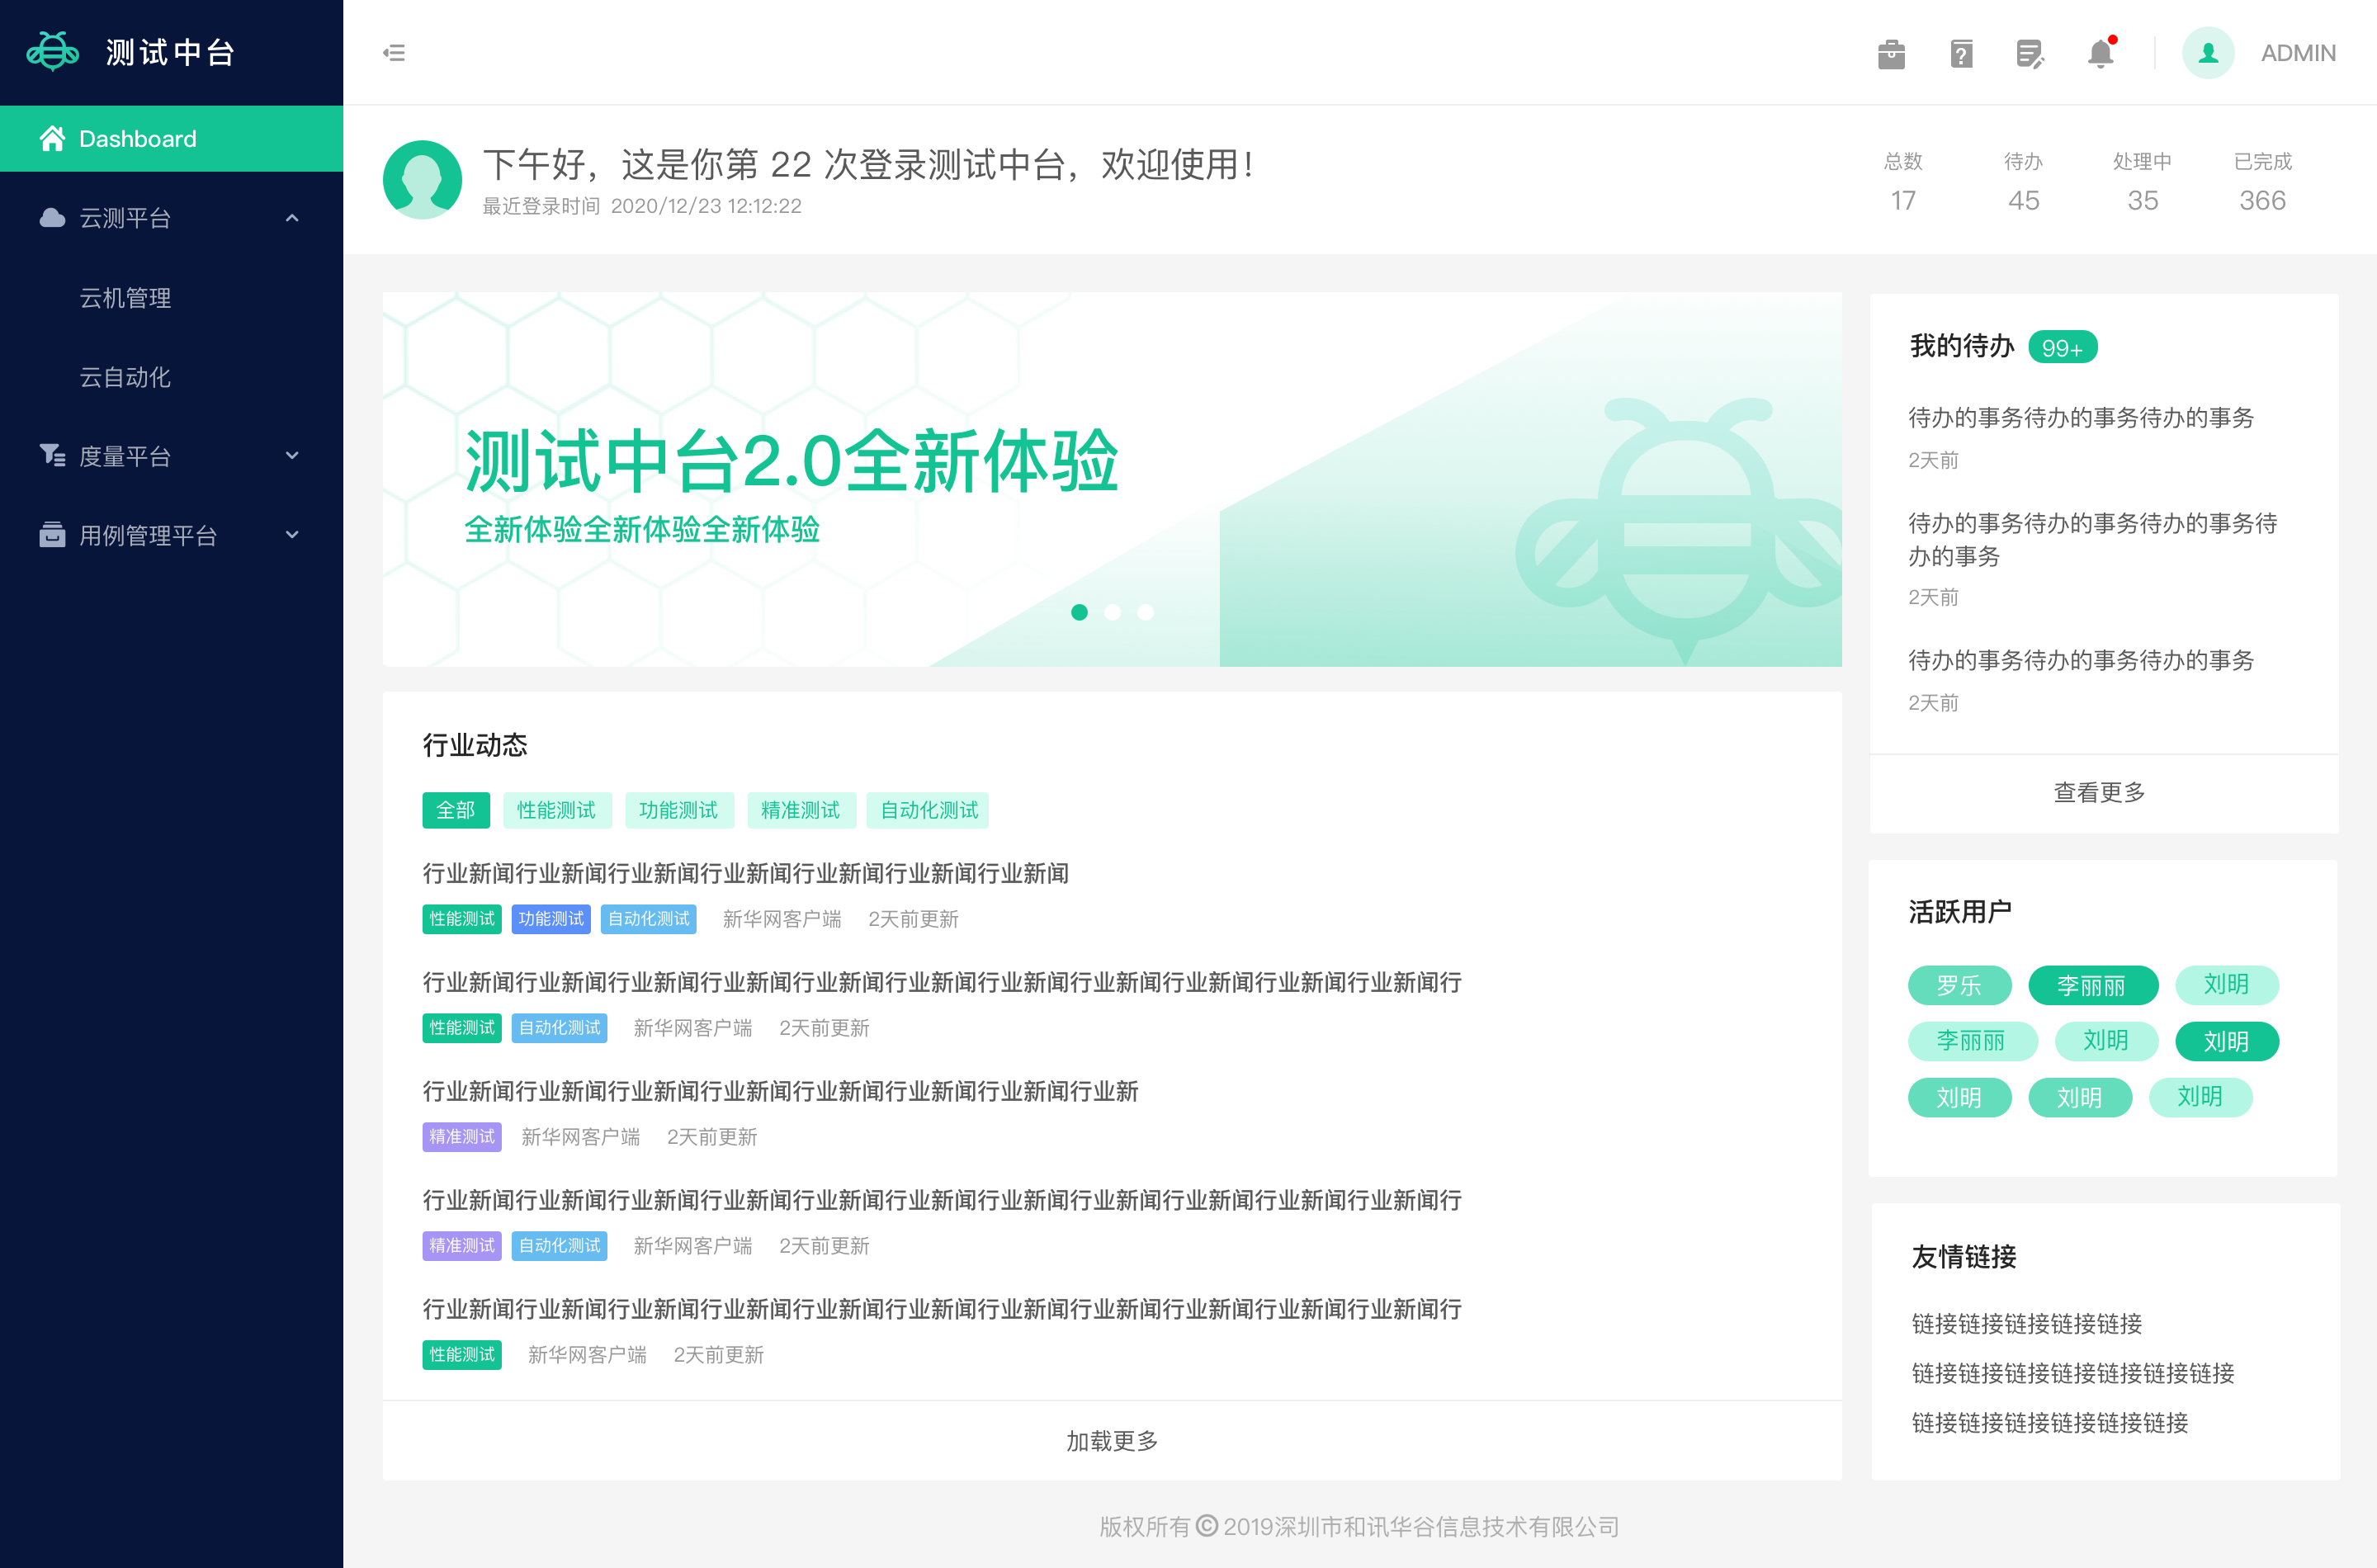 测试中台
Dashboard
云测平台
云机管理
云自动化
度量平台
用例管理平台
ADMIN
下午好，这是你第 22 次登录测试中台，欢迎使用！
最近登录时间 2020/12/23 12:12:22
总数 待办 处理中 已完成
17 45 35 366
测试中台2.0全新体验
全新体验全新体验全新体验
行业动态
全部 性能测试 功能测试 精准测试 自动化测试
行业新闻行业新闻行业新闻行业新闻行业新闻行业新闻行业新闻
性能测试 功能测试 自动化测试 新华网客户端 2天前更新
行业新闻行业新闻行业新闻行业新闻行业新闻行业新闻行业新闻行业新闻行业新闻行业新闻行业新闻行
性能测试 自动化测试 新华网客户端 2天前更新
行业新闻行业新闻行业新闻行业新闻行业新闻行业新闻行业新闻行业新
精准测试 新华网客户端 2天前更新
行业新闻行业新闻行业新闻行业新闻行业新闻行业新闻行业新闻行业新闻行业新闻行业新闻行业新闻行
精准测试 自动化测试 新华网客户端 2天前更新
行业新闻行业新闻行业新闻行业新闻行业新闻行业新闻行业新闻行业新闻行业新闻行业新闻行业新闻行
性能测试 新华网客户端 2天前更新
加载更多
我的待办 99+
待办的事务待办的事务待办的事务
2天前
待办的事务待办的事务待办的事务待
办的事务
2天前
待办的事务待办的事务待办的事务
2天前
查看更多
活跃用户
罗乐 李丽丽 刘明
李丽丽 刘明 刘明
刘明 刘明 刘明
友情链接
链接链接链接链接链接
链接链接链接链接链接链接链接
链接链接链接链接链接链接
版权所有©2019深圳市和讯华谷信息技术有限公司